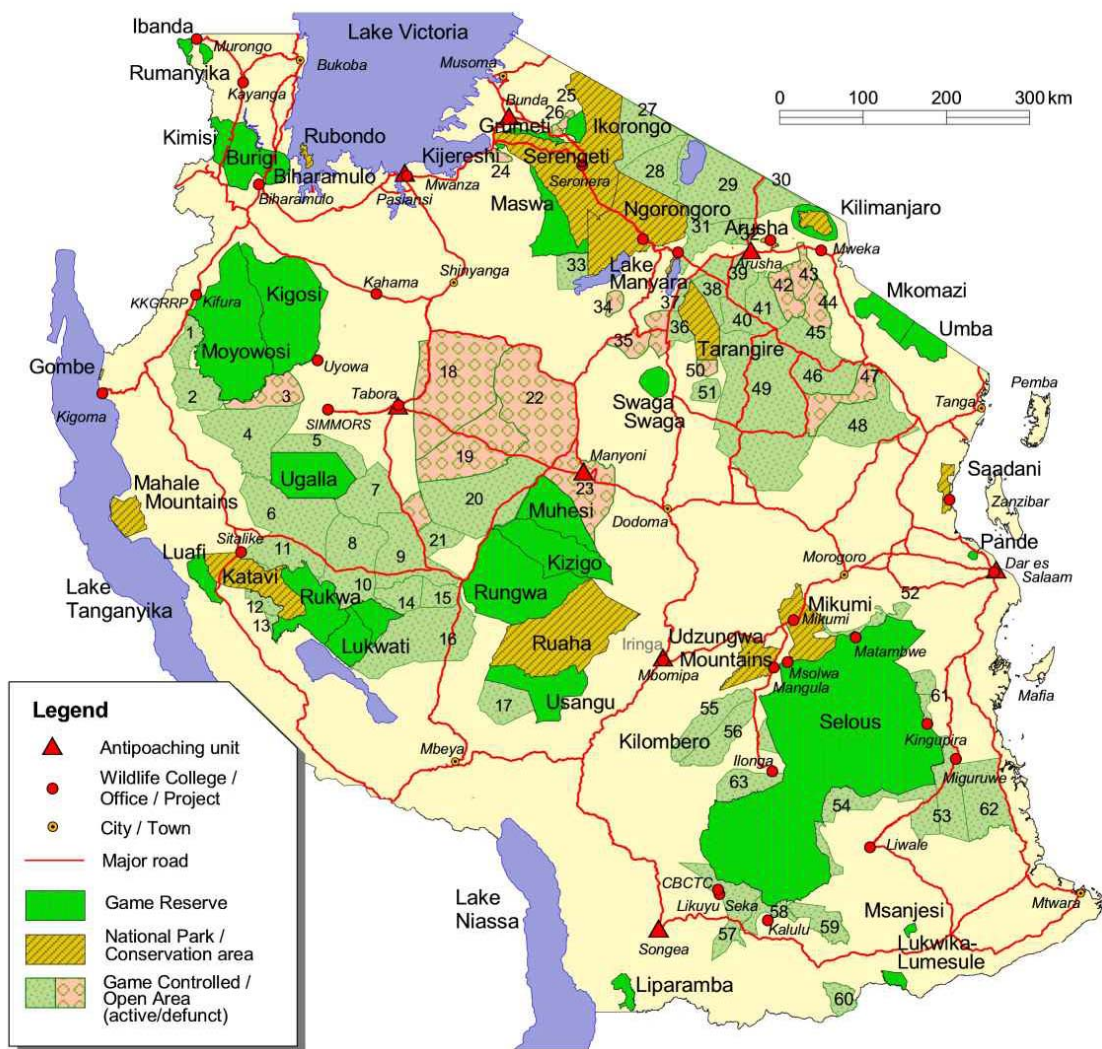 Ibanda
Lake Victoria
Murongo
Rumanyika
Bukoba
Musoma
Kayanga
Bunda
25
26
27
0 100 200 300 km
Grumeti
Ikorongo
Kimisi
Rubondo
Burigi
Kijereshi
Serengeti
24
28
Biharamulo
Biharamulo
Pasiansi
Mwanza
Seronera
29
30
Maswa
Ngorongoro
Kilimanjaro
31
32
Arusha
Arusha
Mweka
33
Lake
Manyara
Shinyanga
Kahama
KKGRRP
Kifura
Kigosi
34
37
38
39
42
43
44
Mkomazi
Umba
1
Moyowosi
35
36
40
41
45
Tarangire
Gombe
Uyowa
18
22
50
46
47
Kigoma
2
3
Tabora
SIMMORS
Swaga
Swaga
51
49
48
Tanga
Pemba
4
5
19
Manyoni
Ugalla
7
20
23
Saadani
Zanzibar
Mahale
Mountains
6
Muhesi
Dodoma
Luafi
Sitalike
11
8
9
21
Kizigo
Morogoro
Pande
Dar es
Salaam
Lake
Tanganyika
Katavi
10
Rukwa
14
15
Rungwa
52
12
13
Lukwati
16
Ruaha
Iringa
Udzungwa
Mountains
Mbomipa
Mikumi
Mikumi
Matambwe
Msolwa
Mangula
Mafia
17
Usangu
55
56
Kilombero
Selous
61
Kingupira
Mbeya
Ilonga
63
Miguruwe
54
53
62
Liwale
Lake
Niassa
CBCTC
Likuyu Seka
58
57
Kalulu
59
Songea
Msanjesi
Mtwara
Lukwika-
Lumesule
Liparamba
60
Legend
Antipoaching unit
Wildlife College /
Office / Project
City / Town
Major road
Game Reserve
National Park /
Conservation area
Game Controlled /
Open Area
(active/defunct)